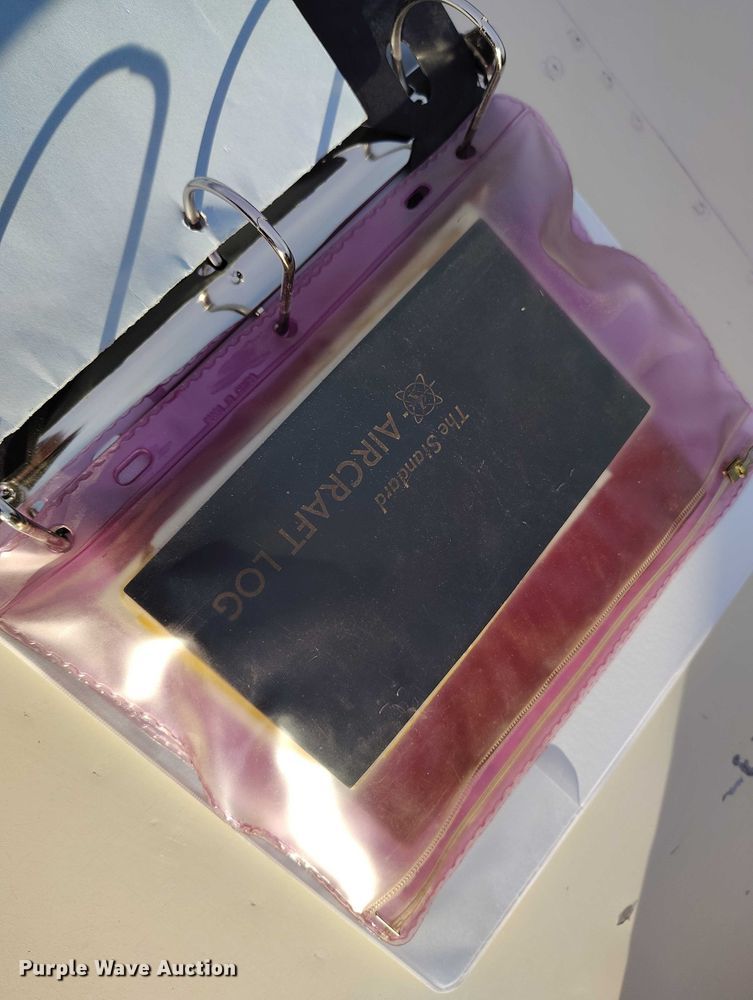 The Standard
AIRCRAFT LOG
Purple Wave Auction